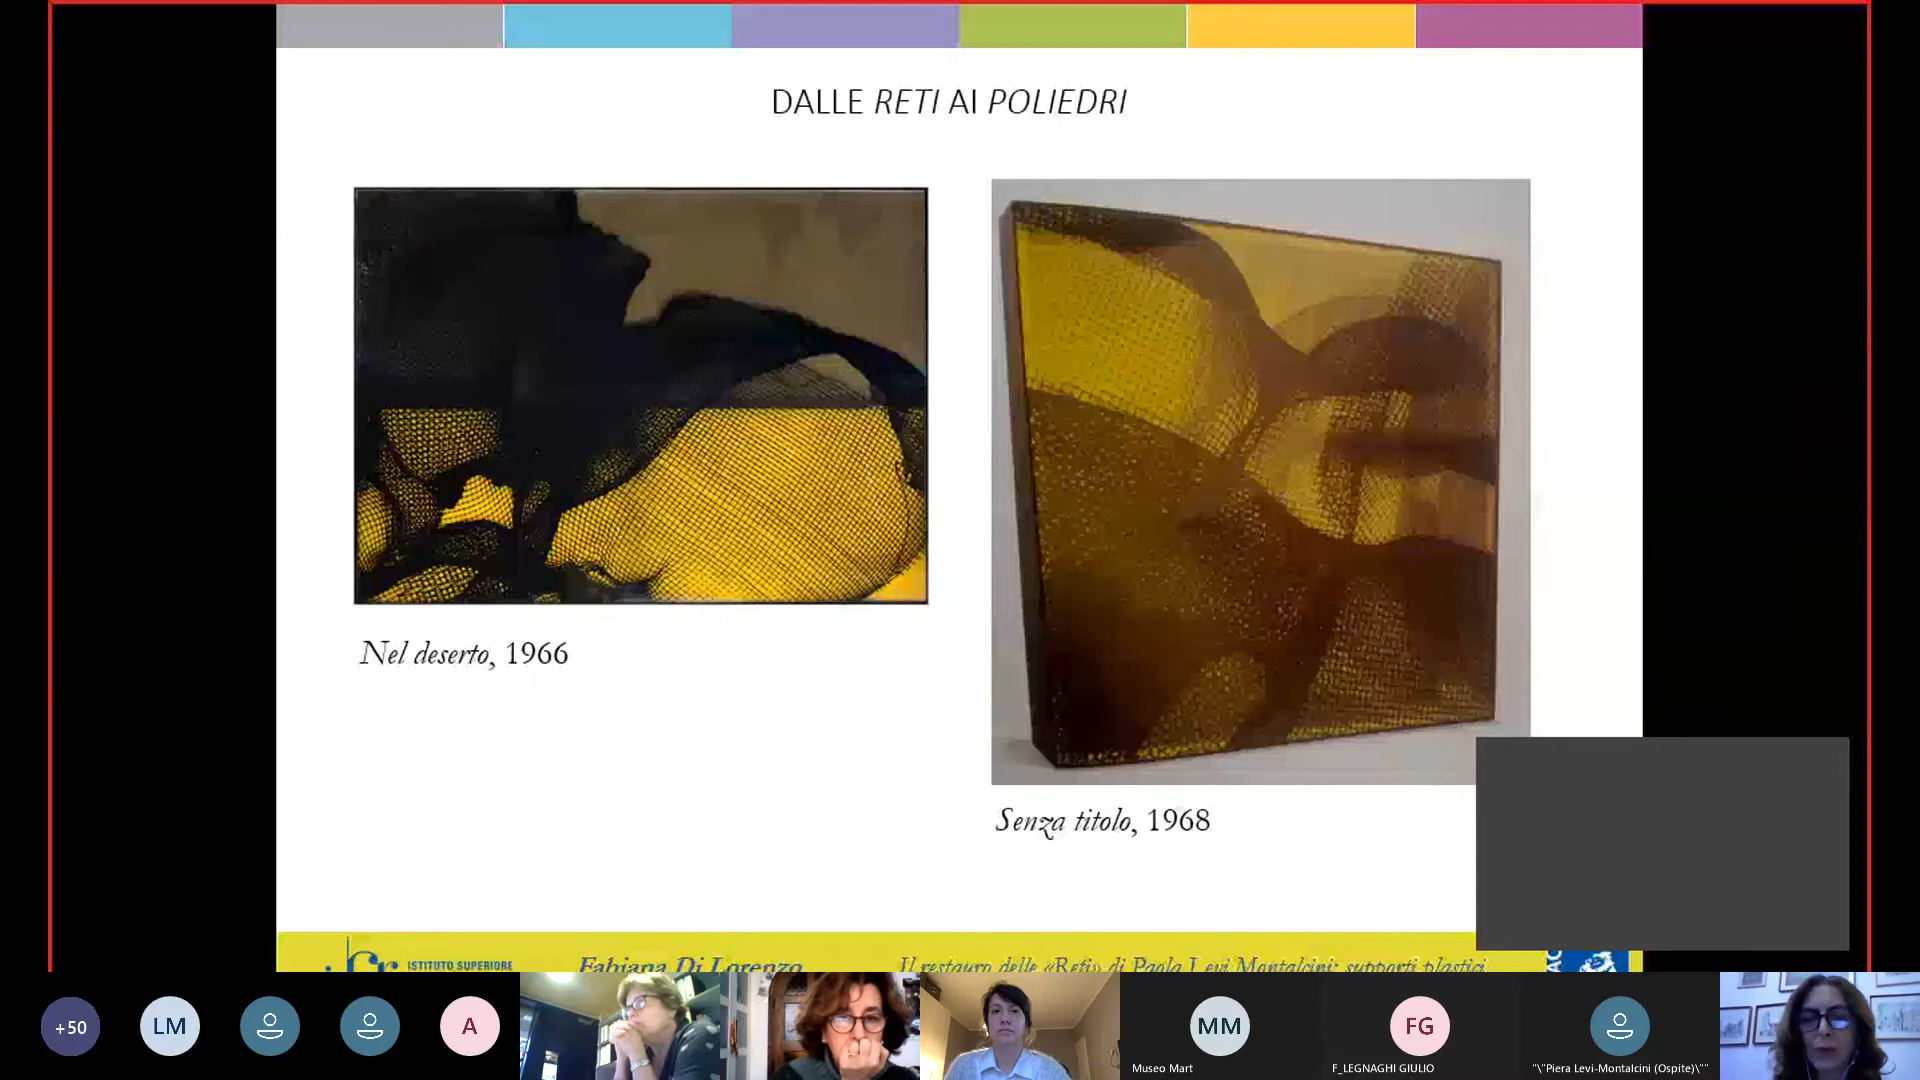 DALLE RETI AI POLIEDRI
Nel deserto, 1966
Senza titolo, 1968
ISTITUTO SUPERIORE
Fabiana Di Lorenzo
Il restauro delle «Reti» di Paola Levi Montalcini: supporti plastici
+50
LM
A
MM
Museo Mart
FG
F_LEGNAGHI GIULIO
"\"Piera Levi-Montalcini (Ospite)\""